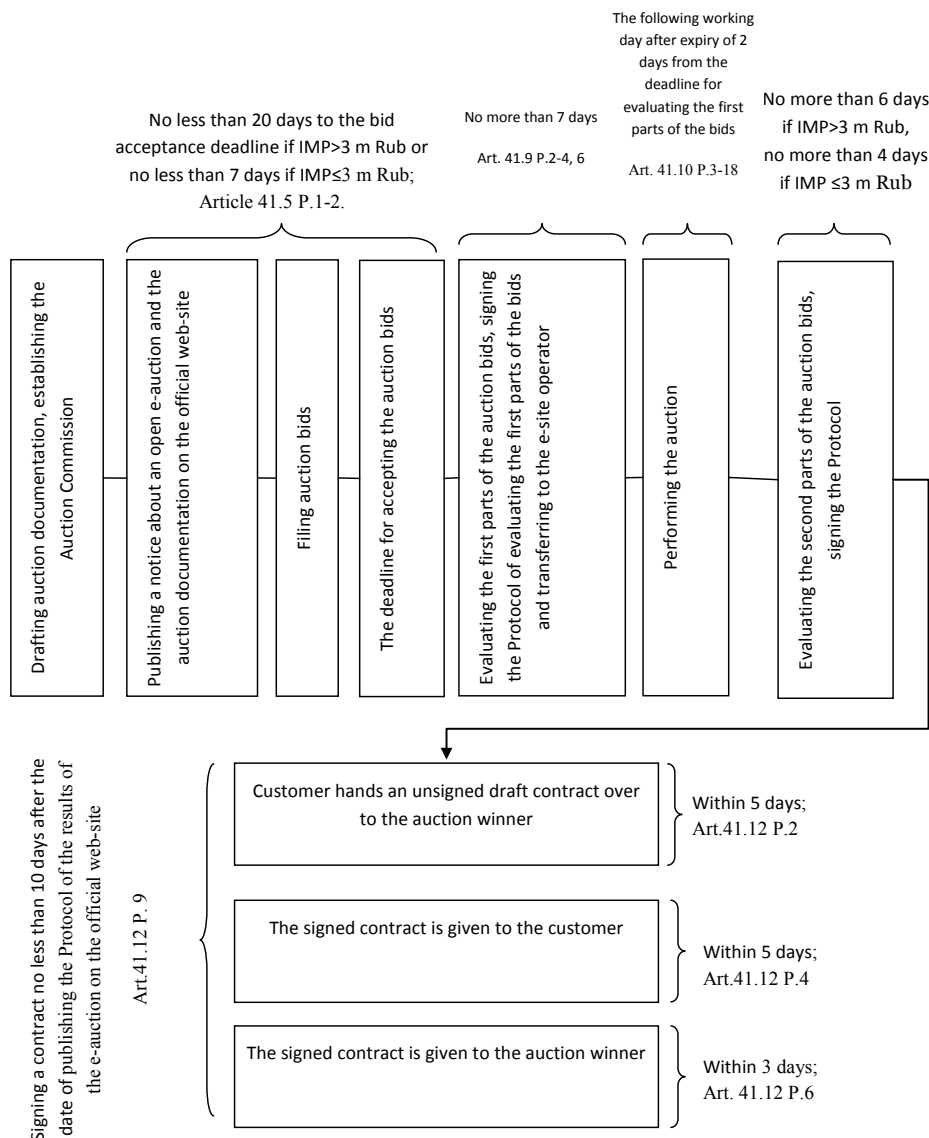 No less than 20 days to the bid
acceptance deadline if IMP>3 m Rub or
no less than 7 days if IMP≤3 m Rub;
Article 41.5 P.1-2.
No more than 7 days
Art. 41.9 P.2-4, 6
The following working
day after expiry of 2
days from the
deadline for
evaluating the first
parts of the bids
Art. 41.10 P.3-18
No more than 6 days
if IMP>3 m Rub,
no more than 4 days
if IMP ≤3 m Rub
Drafting auction documentation, establishing the
Auction Commission
Publishing a notice about an open e-auction and the
auction documentation on the official web-site
Filing auction bids
The deadline for accepting the auction bids
Evaluating the first parts of the auction bids, signing
the Protocol of evaluating the first parts of the bids
and transferring to the e-site operator
Performing the auction
Evaluating the second parts of the auction bids,
signing the Protocol
Signing a contract no less than 10 days after the
date of publishing the Protocol of the results of
the e-auction on the official web-site
Art.41.12 P. 9
Customer hands an unsigned draft contract over
to the auction winner
Within 5 days;
Art.41.12 P.2
The signed contract is given to the customer
Within 5 days;
Art.41.12 P.4
The signed contract is given to the auction winner
Within 3 days;
Art. 41.12 P.6